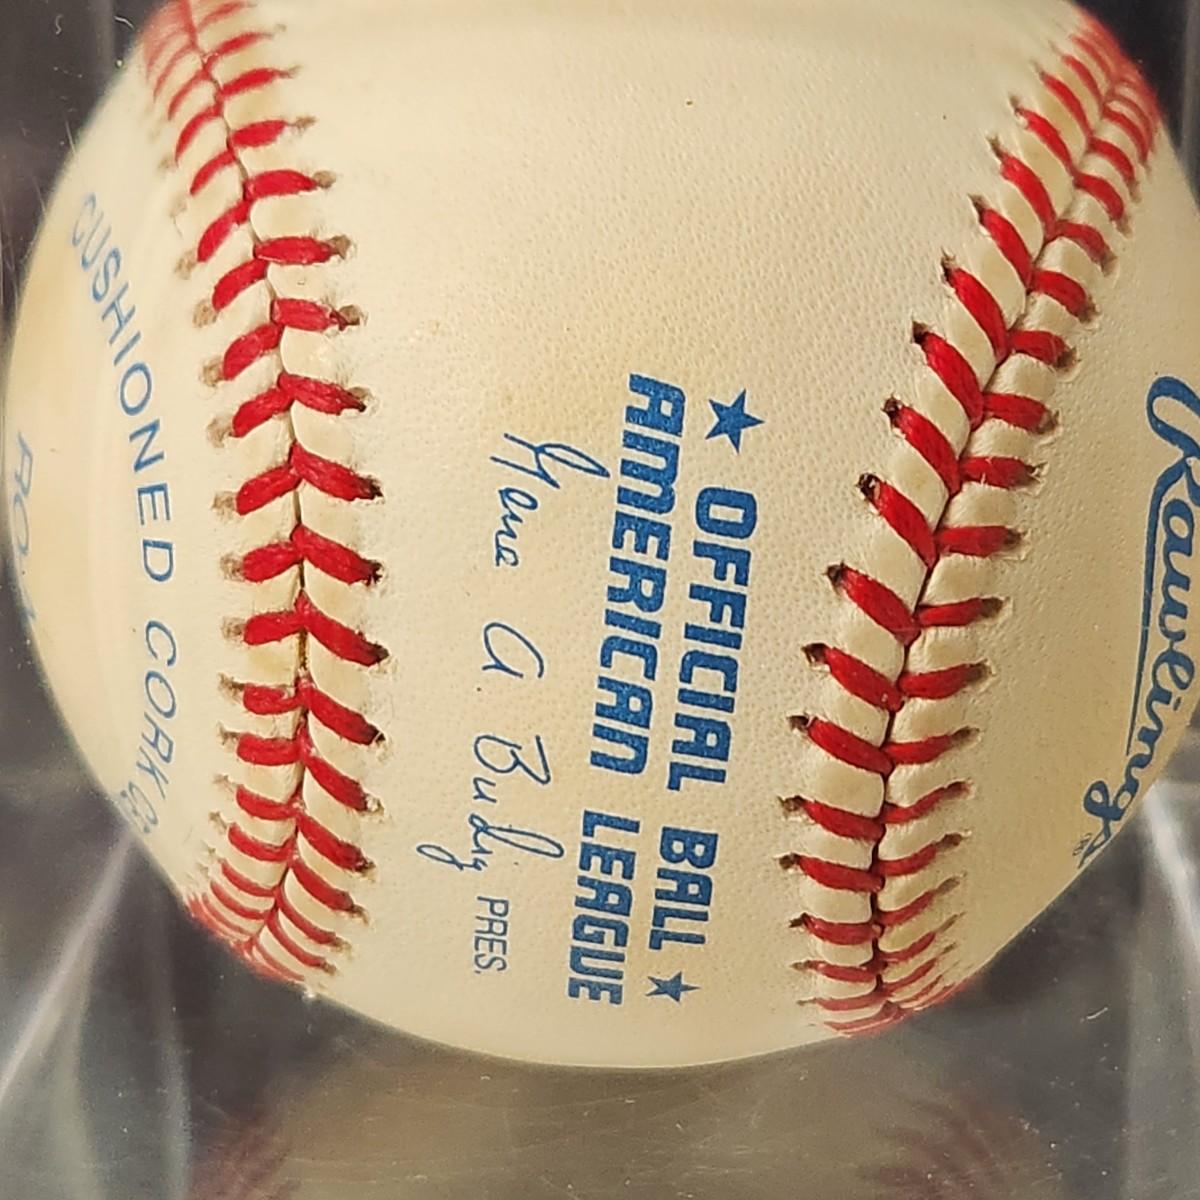 ★ OFFICIAL BALL ★
AMERICAN LEAGUE
Gene A Budig PRES.
CUSHIONED CORK
Rawlings